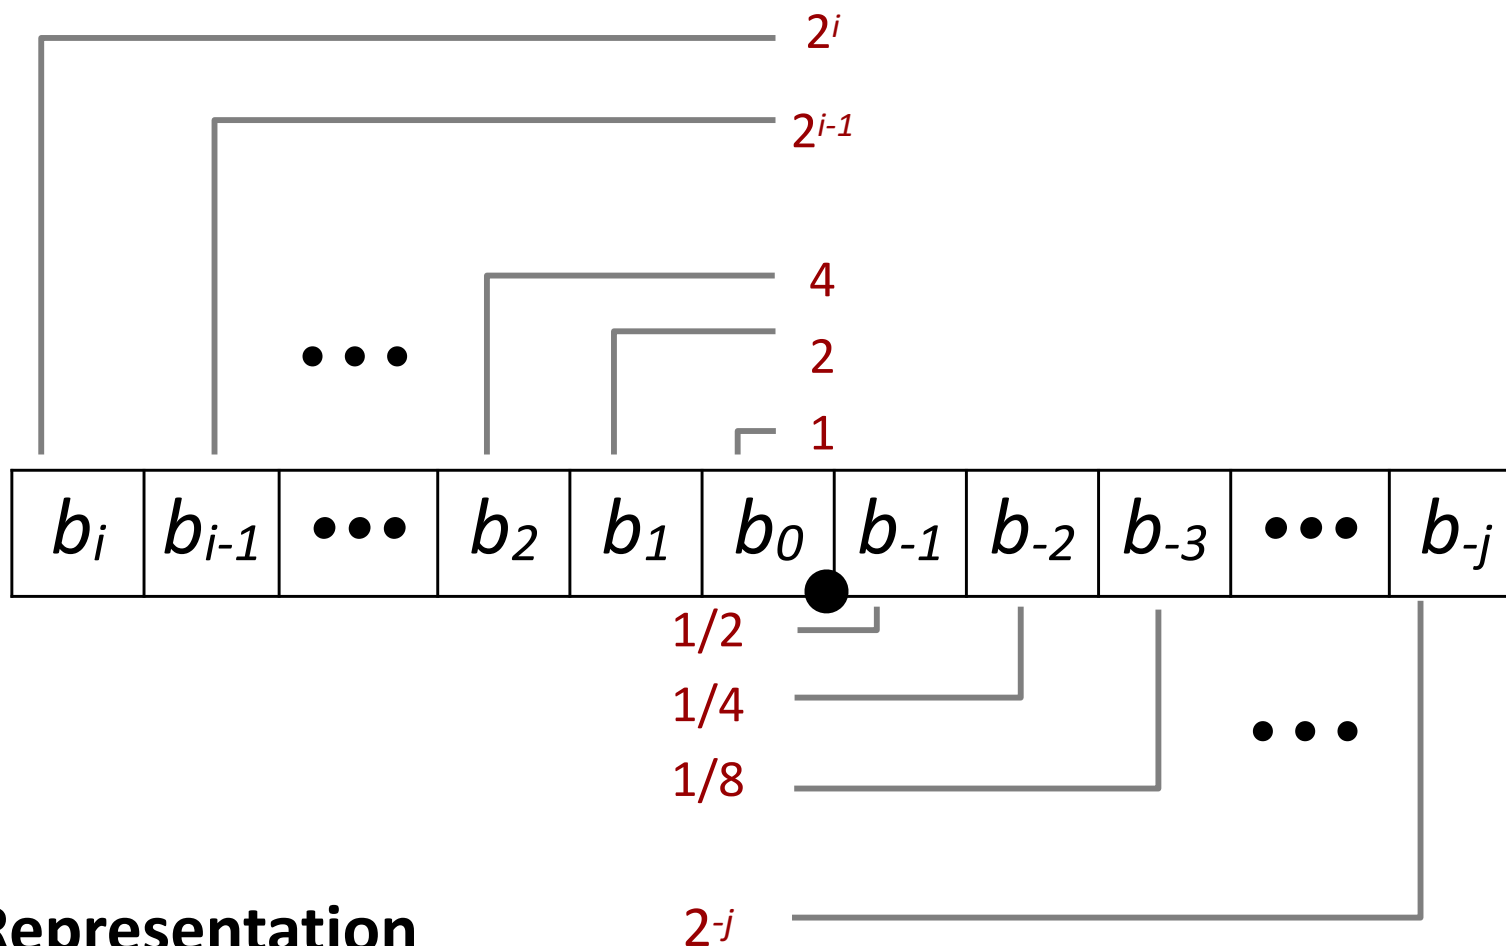 2^i
2^{i-1}
4
2
•••
1
b_i b_{i-1} ••• b_2 b_1 b_0 b_{-1} b_{-2} b_{-3} ••• b_{-j}
1/2
1/4
•••
1/8
Representation
2^{-j}